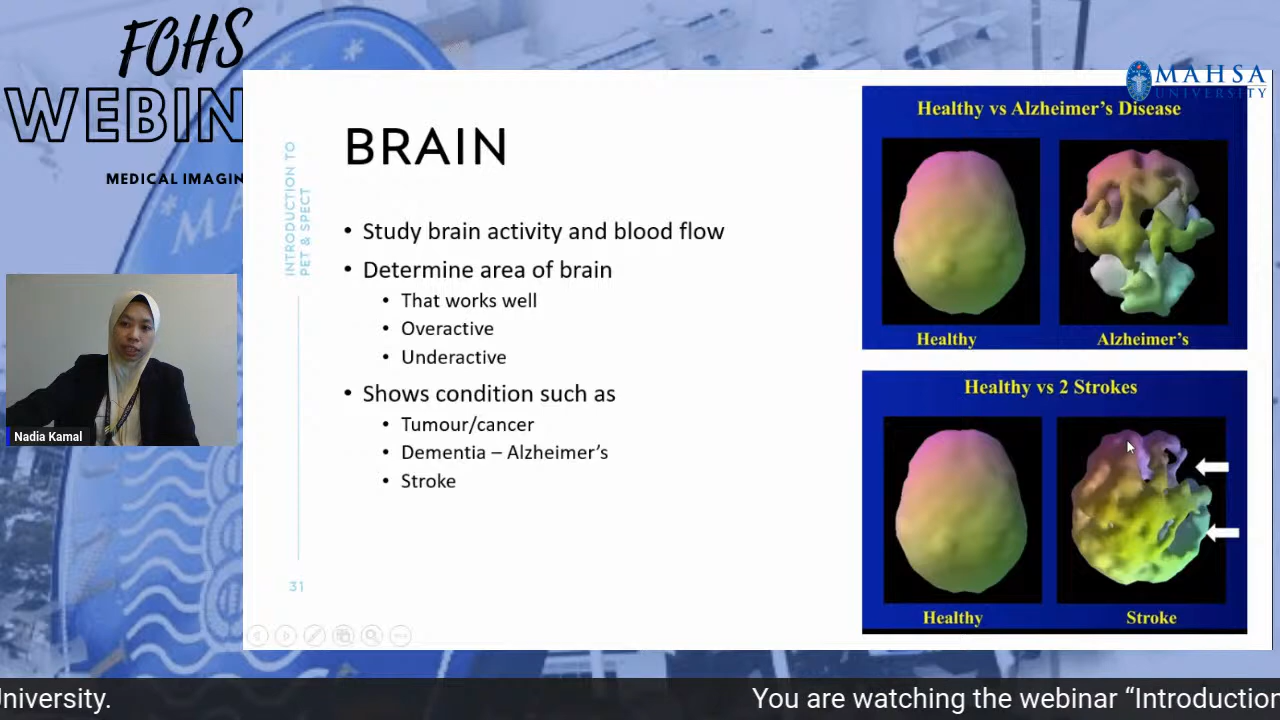 FOHS
WEBIN
MEDICAL IMAGIN
MAHSA
UNIVERSITY
INTRODUCTION TO
PET & SPECT
BRAIN
• Study brain activity and blood flow
• Determine area of brain
• That works well
• Overactive
• Underactive
• Shows condition such as
• Tumour/cancer
• Dementia – Alzheimer's
• Stroke
31
Healthy vs Alzheimer's Disease
Healthy
Alzheimer's
Healthy vs 2 Strokes
Healthy
Stroke
Nadia Kamal
University.
You are watching the webinar “Introduction